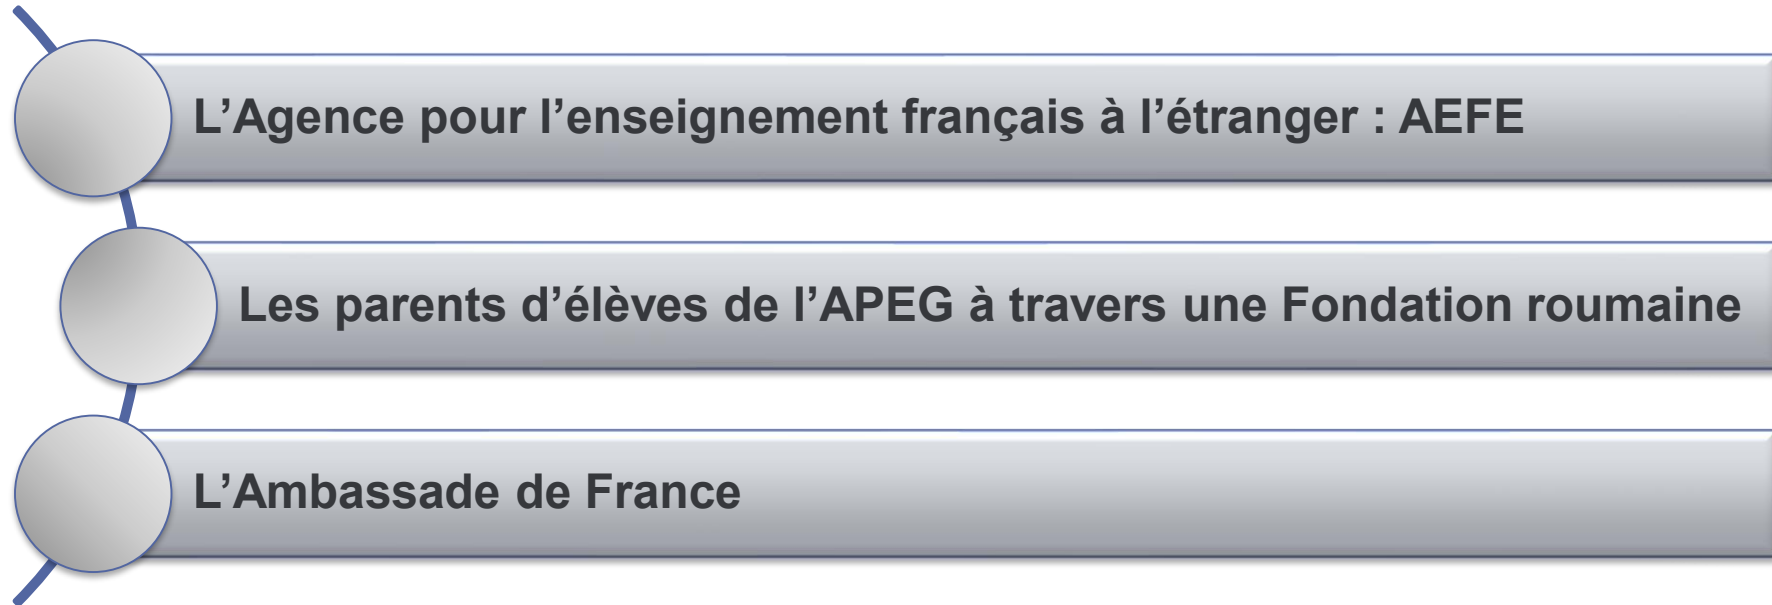 L’Agence pour l’enseignement français à l’étranger : AEFE
Les parents d’élèves de l’APEG à travers une Fondation roumaine
L’Ambassade de France